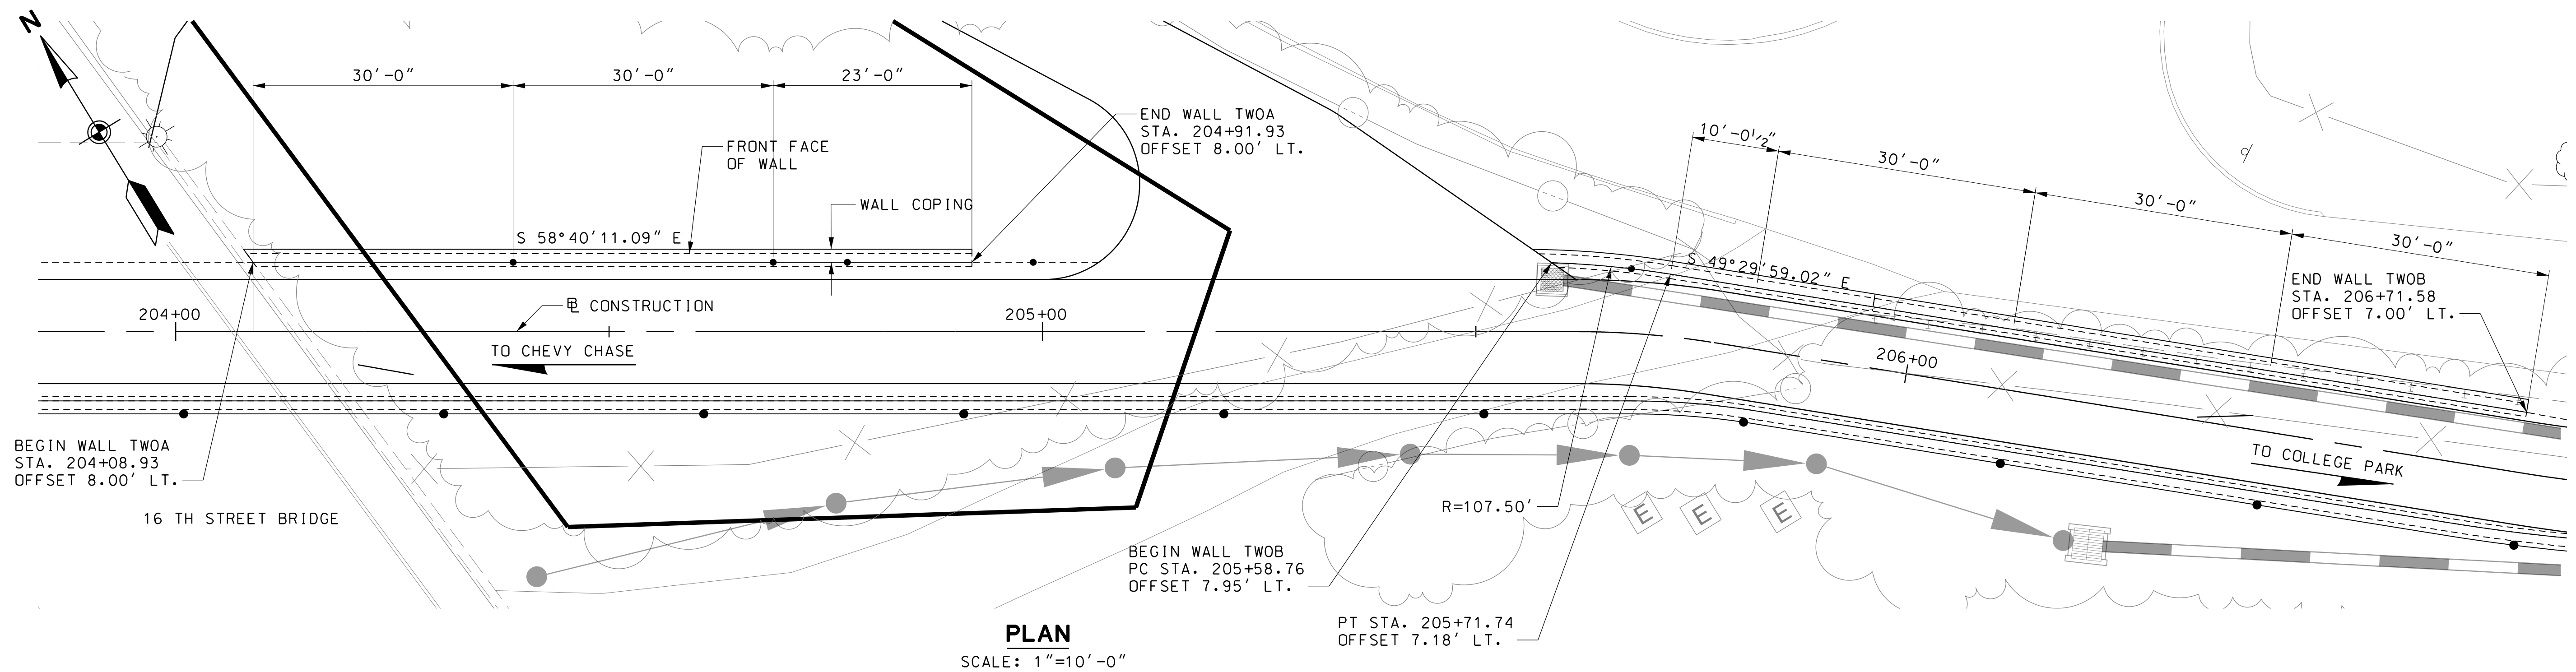 N
30'-0"
30'-0"
23'-0"
END WALL TWOA
STA. 204+91.93
OFFSET 8.00' LT.
FRONT FACE
OF WALL
WALL COPING
S 58°40'11.09" E
10'-0½"
30'-0"
30'-0"
30'-0"
S 49°29'59.02" E
END WALL TWOB
STA. 206+71.58
OFFSET 7.00' LT.
204+00
℄ CONSTRUCTION
205+00
206+00
TO CHEVY CHASE
TO COLLEGE PARK
BEGIN WALL TWOA
STA. 204+08.93
OFFSET 8.00' LT.
16 TH STREET BRIDGE
R=107.50'
E
E
E
BEGIN WALL TWOB
PC STA. 205+58.76
OFFSET 7.95' LT.
PT STA. 205+71.74
OFFSET 7.18' LT.
PLAN
SCALE: 1"=10'-0"